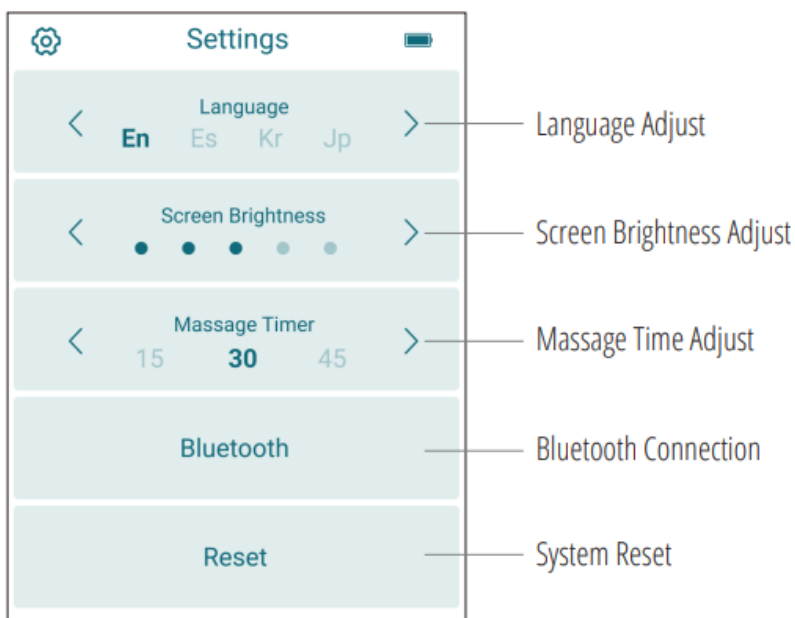 Settings
Language
En Es Kr Jp
Language Adjust
Screen Brightness
Screen Brightness Adjust
Massage Timer
15 30 45
Massage Time Adjust
Bluetooth
Bluetooth Connection
Reset
System Reset